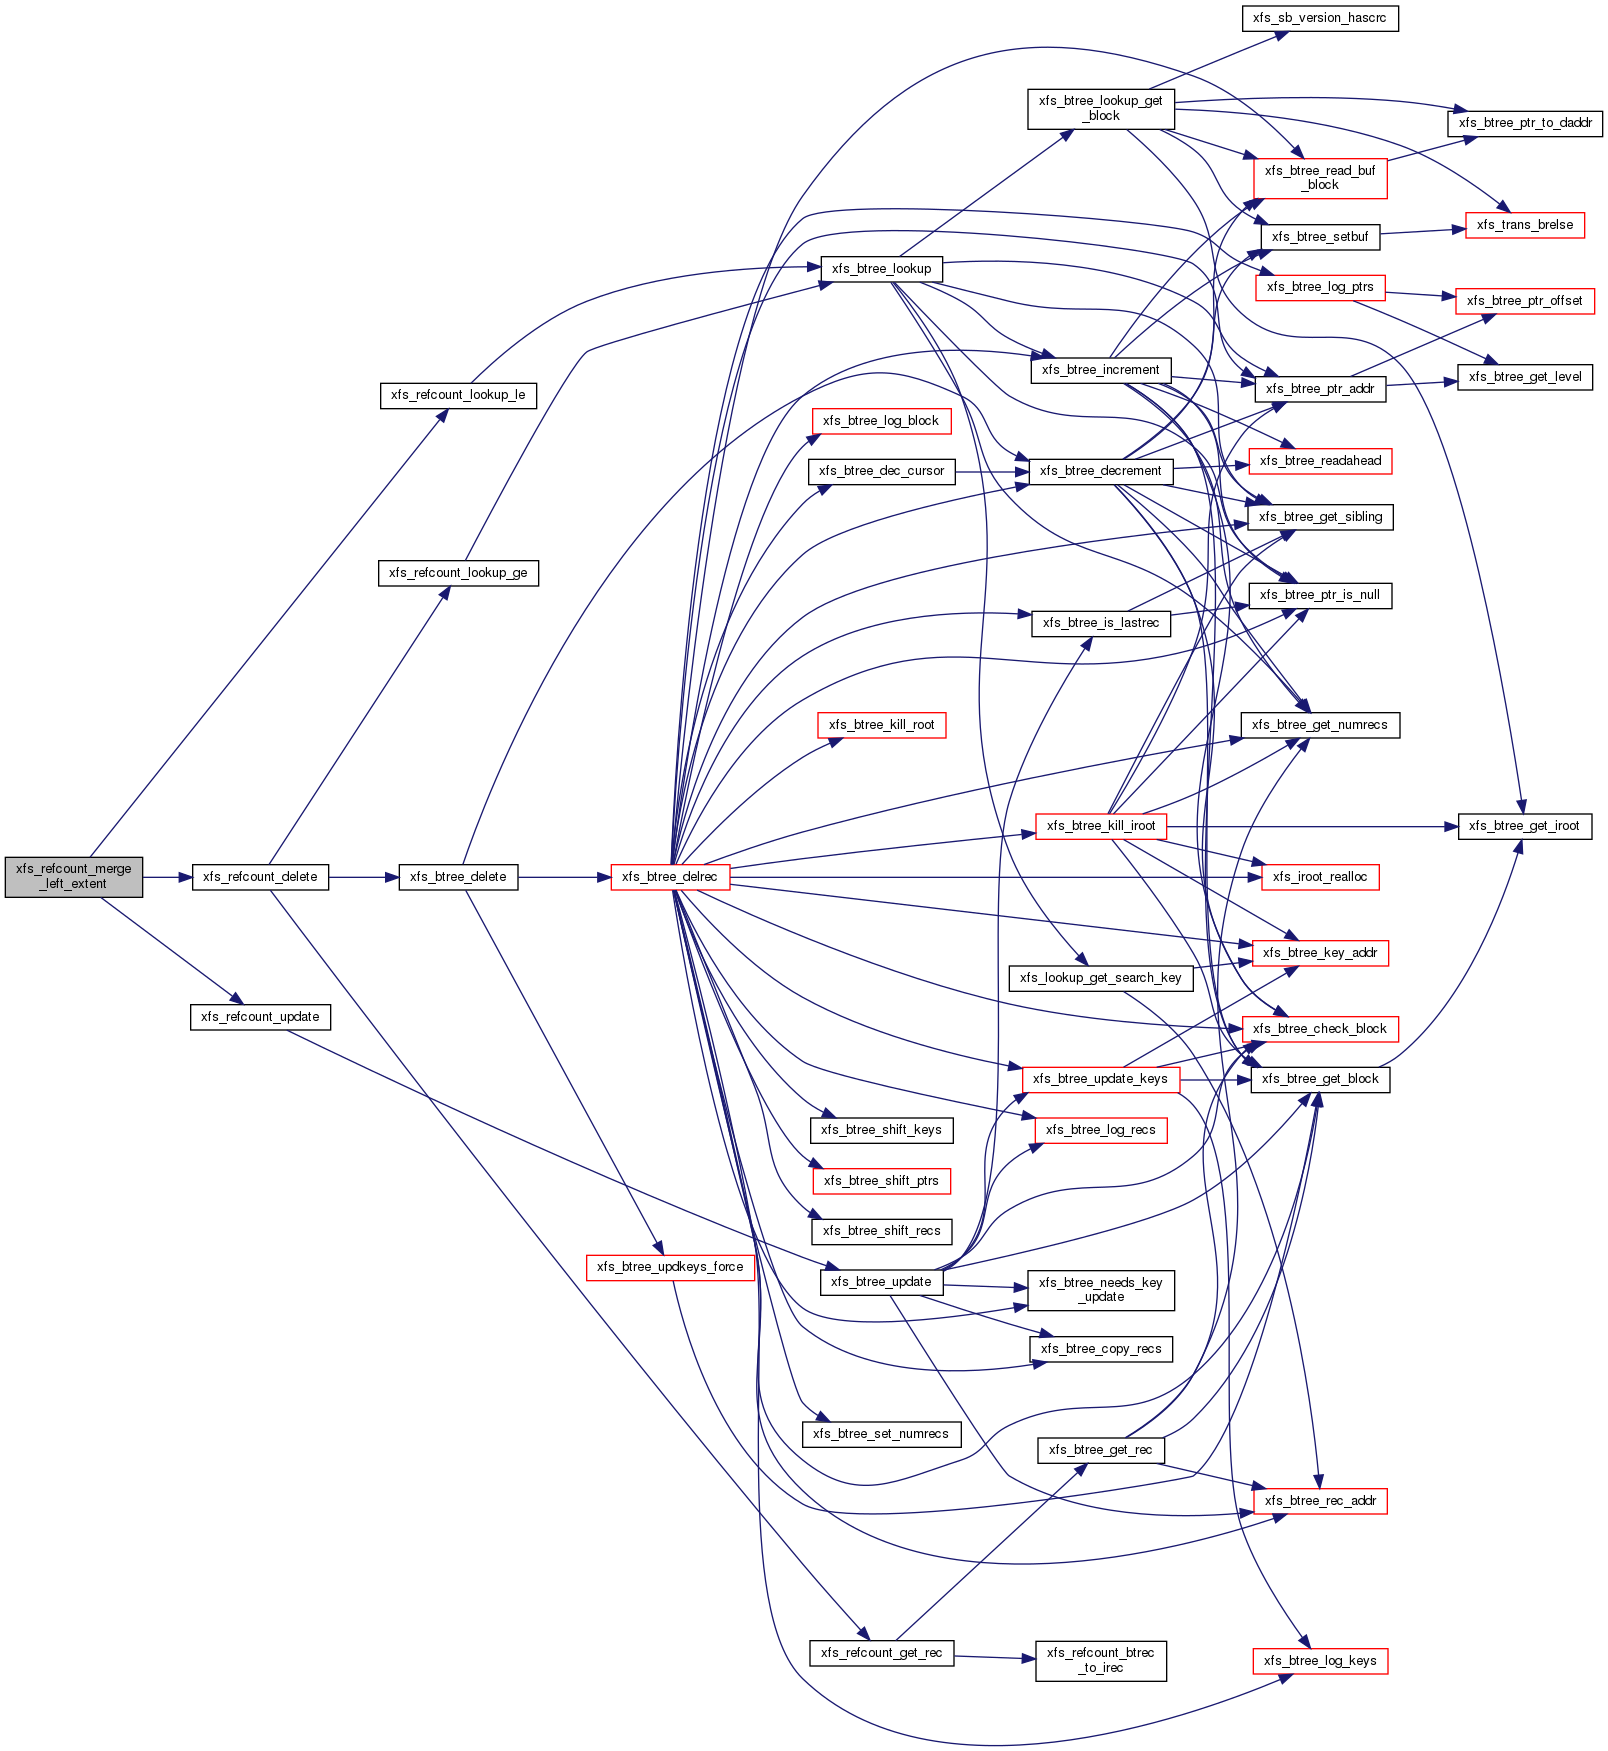 xfs_sb_version_hascrc
xfs_btree_lookup_get
_block
xfs_btree_ptr_to_daddr
xfs_btree_read_buf
_block
xfs_trans_brelse
xfs_btree_setbuf
xfs_btree_lookup
xfs_btree_log_ptrs
xfs_btree_ptr_offset
xfs_btree_increment
xfs_btree_get_level
xfs_btree_ptr_addr
xfs_refcount_lookup_le
xfs_btree_log_block
xfs_btree_readahead
xfs_btree_dec_cursor
xfs_btree_decrement
xfs_btree_get_sibling
xfs_refcount_lookup_ge
xfs_btree_ptr_is_null
xfs_btree_is_lastrec
xfs_btree_kill_root
xfs_btree_get_numrecs
xfs_btree_kill_iroot
xfs_btree_get_iroot
xfs_refcount_merge
_left_extent
xfs_refcount_delete
xfs_btree_delete
xfs_btree_delrec
xfs_iroot_realloc
xfs_btree_key_addr
xfs_lookup_get_search_key
xfs_refcount_update
xfs_btree_check_block
xfs_btree_update_keys
xfs_btree_get_block
xfs_btree_shift_keys
xfs_btree_log_recs
xfs_btree_shift_ptrs
xfs_btree_shift_recs
xfs_btree_updkeys_force
xfs_btree_update
xfs_btree_needs_key
_update
xfs_btree_copy_recs
xfs_btree_set_numrecs
xfs_btree_get_rec
xfs_btree_rec_addr
xfs_refcount_get_rec
xfs_refcount_btrec
_to_irec
xfs_btree_log_keys